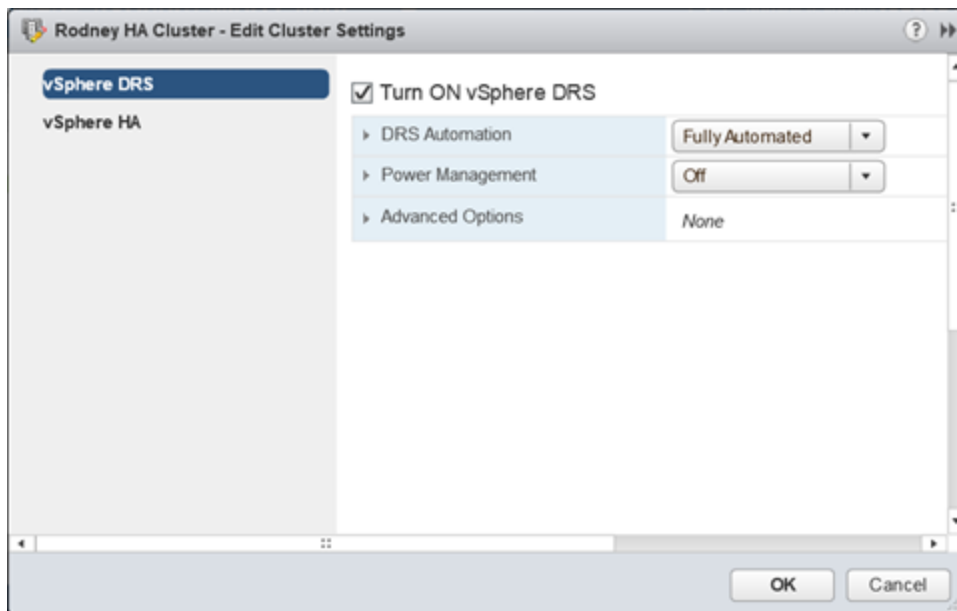 Rodney HA Cluster - Edit Cluster Settings
?
vSphere DRS
vSphere HA
Turn ON vSphere DRS
DRS Automation Fully Automated
Power Management Off
Advanced Options None
OK Cancel